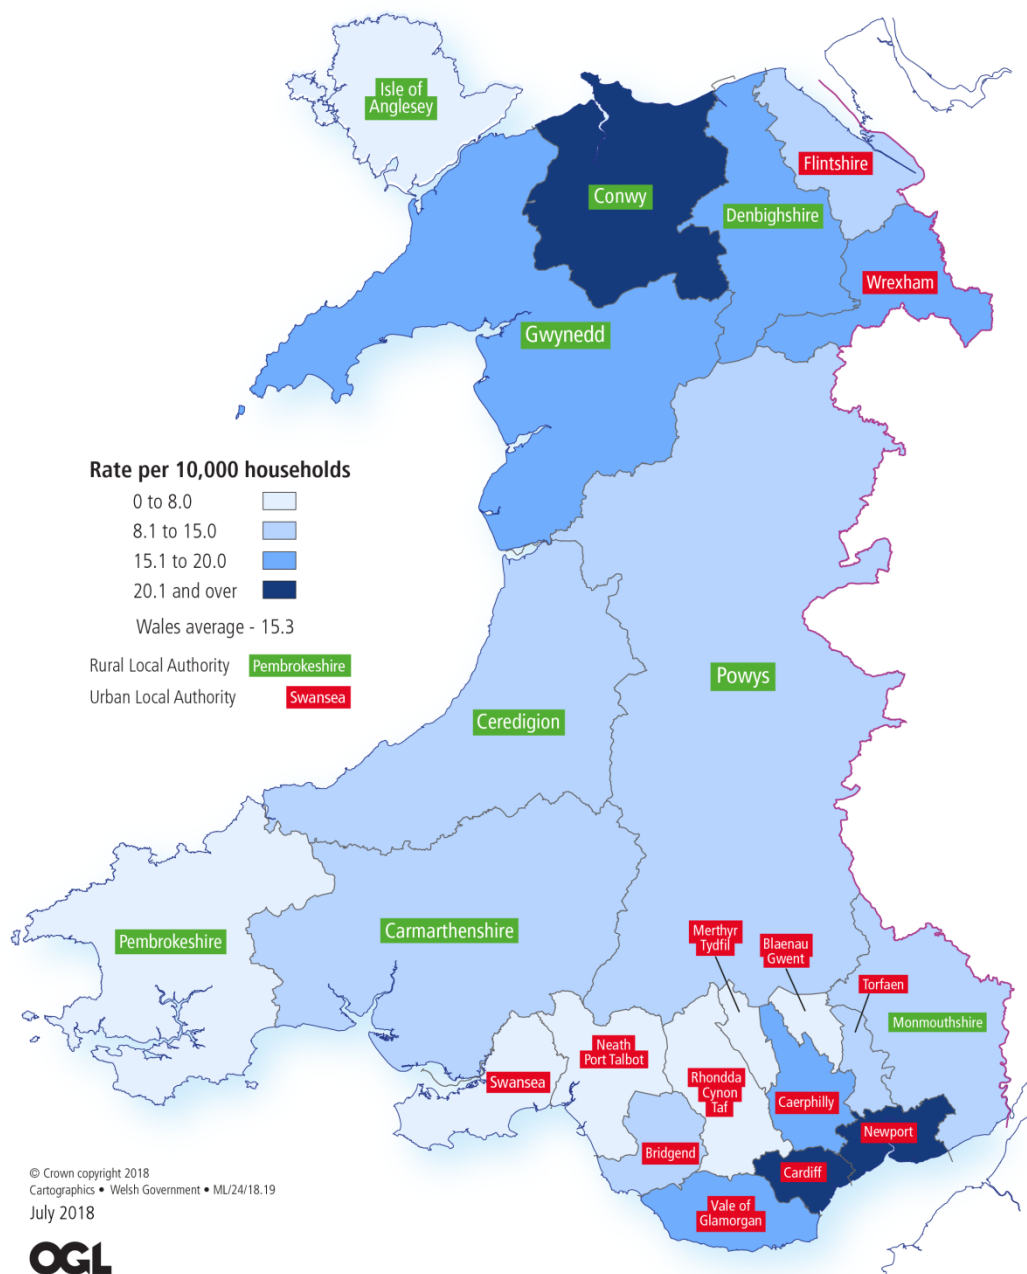 Isle of
Anglesey
Flintshire
Conwy
Denbighshire
Wrexham
Gwynedd
Rate per 10,000 households
0 to 8.0
8.1 to 15.0
15.1 to 20.0
20.1 and over
Wales average - 15.3
Rural Local Authority Pembrokeshire
Urban Local Authority Swansea
Powys
Ceredigion
Pembrokeshire
Carmarthenshire
Merthyr
Tydfil
Blaenau
Gwent
Torfaen
Monmouthshire
Neath
Port Talbot
Swansea
Rhondda
Cynon
Taf
Caerphilly
Newport
Bridgend
Cardiff
Vale of
Glamorgan
© Crown copyright 2018
Cartographics • Welsh Government • ML/24/18.19
July 2018
OGL